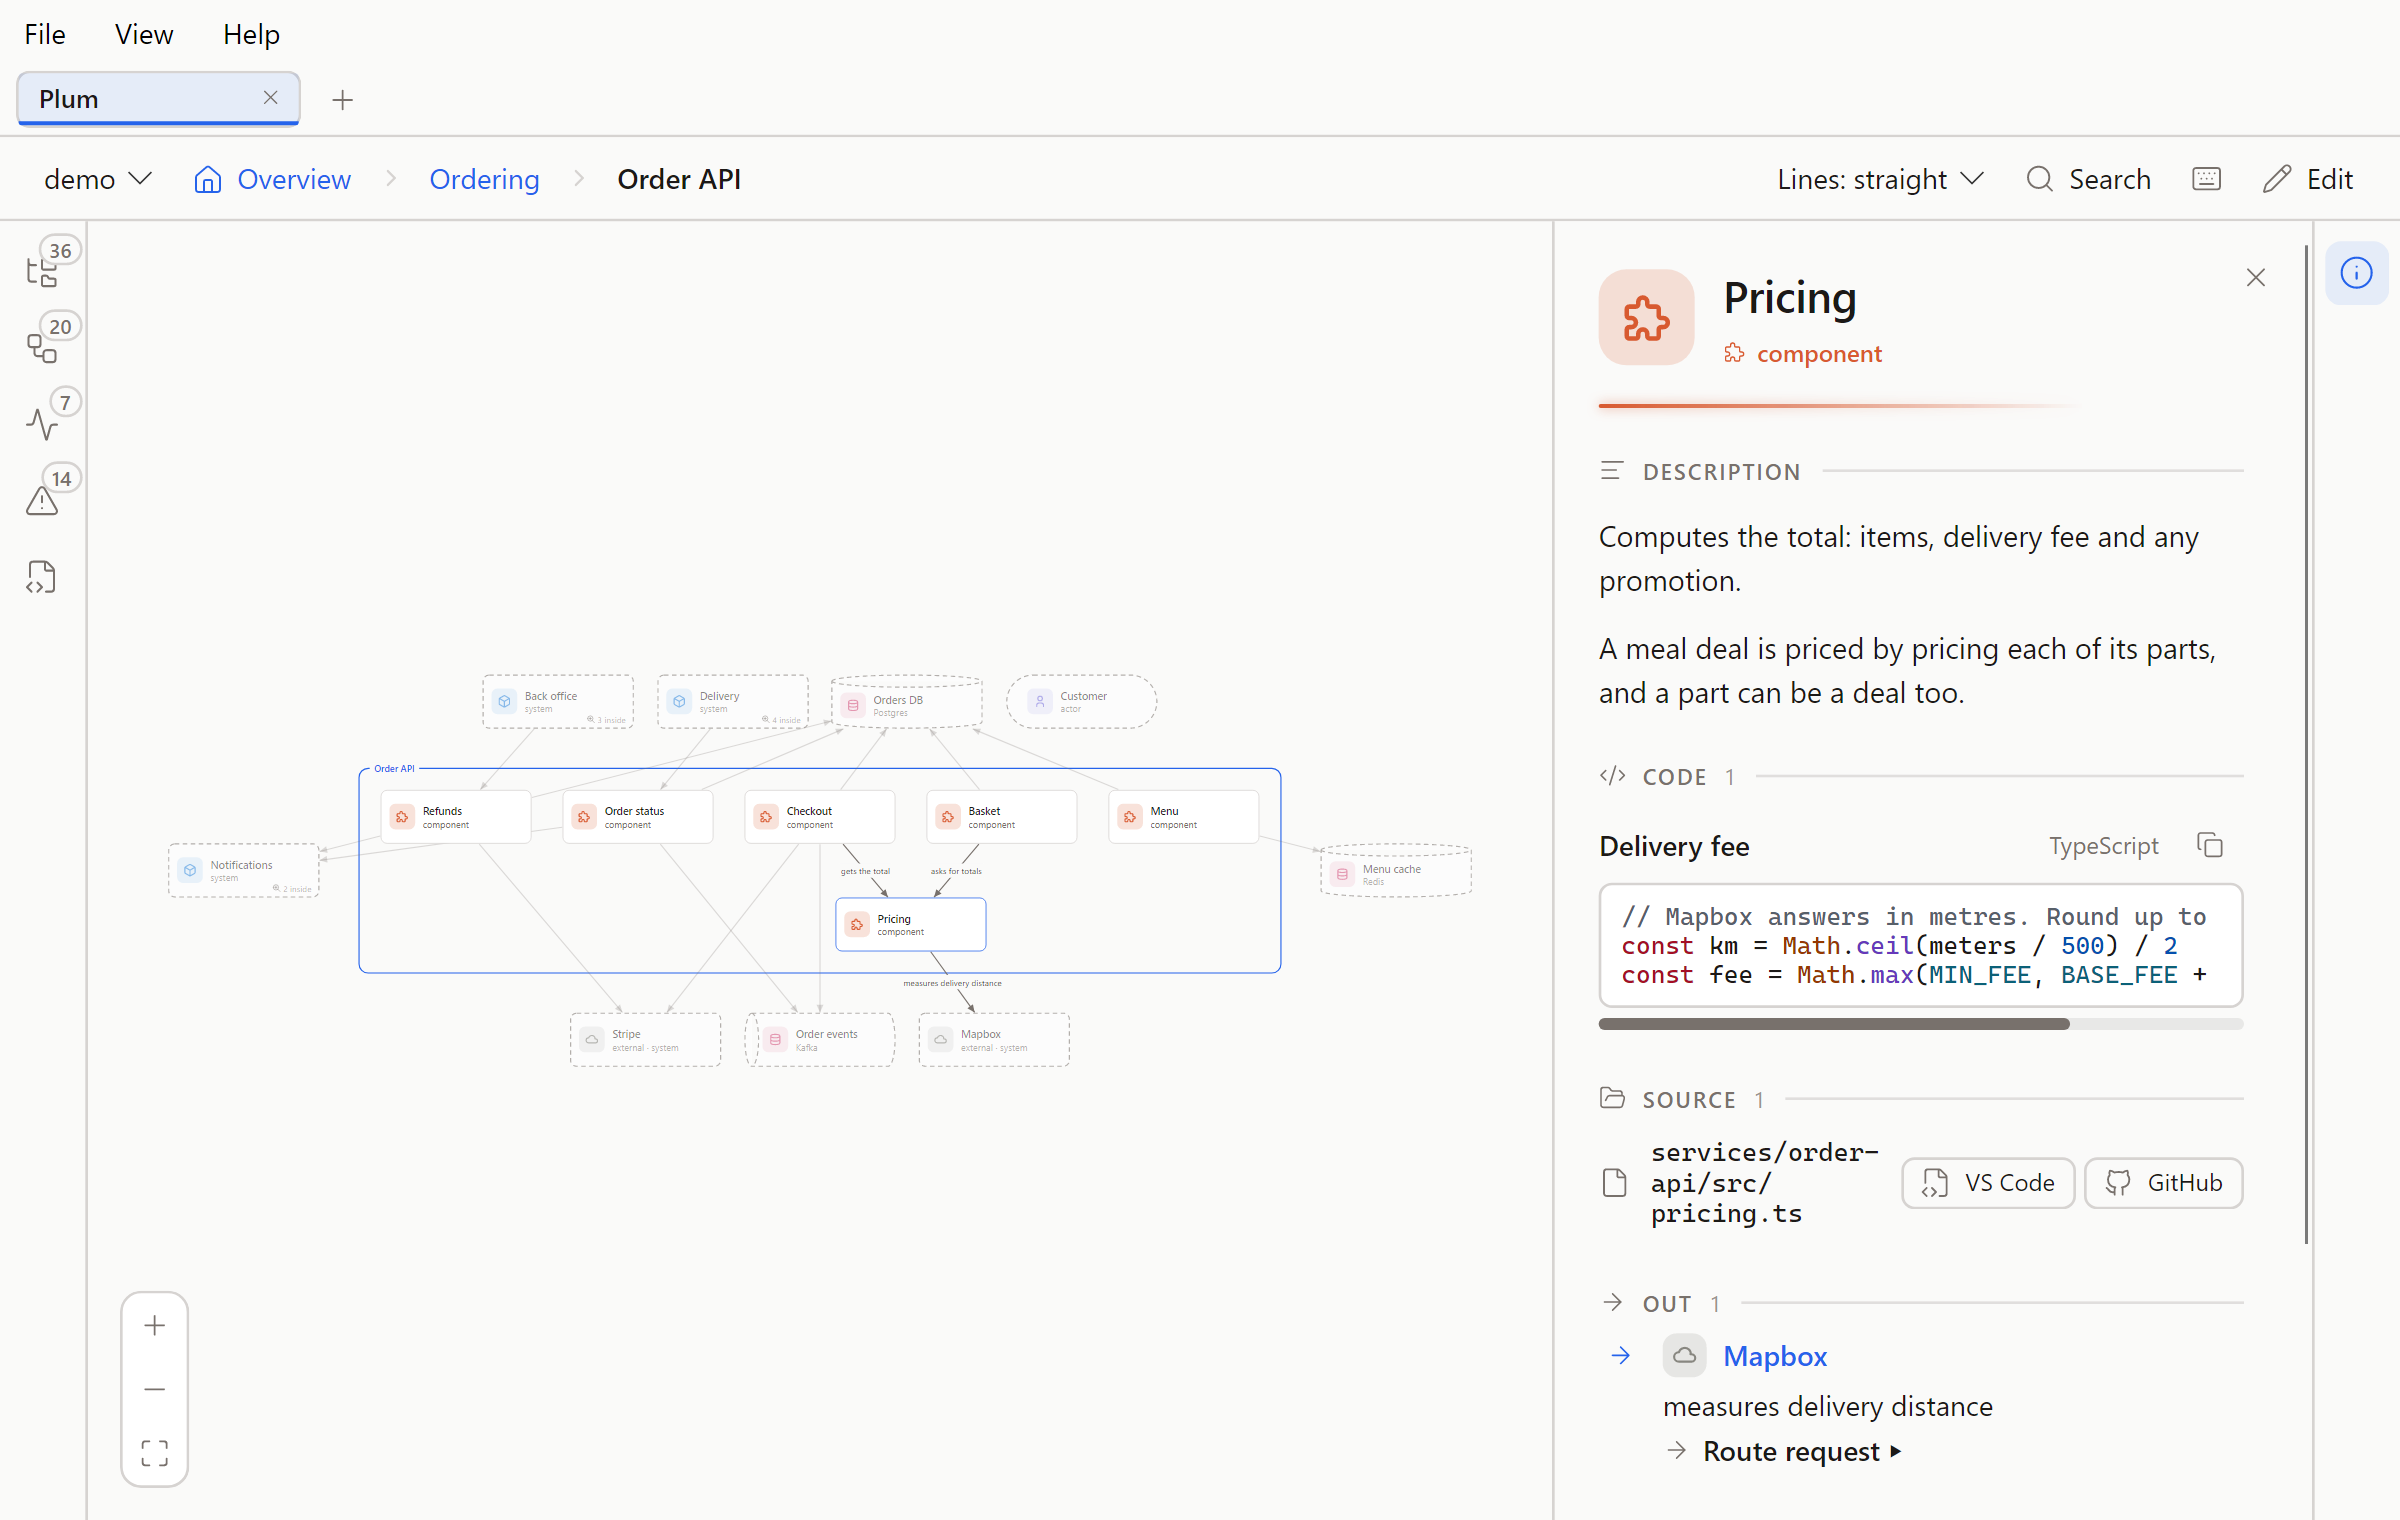 File View Help
Plum
demo Overview Ordering Order API Lines: straight Search Edit
36
20
7
14
Back office
system
3 inside
Delivery
system
4 inside
Orders DB
Postgres
Customer
actor
Order API
Refunds
component
Order status
component
Checkout
component
Basket
component
Menu
component
Notifications
system
2 inside
gets the total
asks for totals
Menu cache
Redis
Pricing
component
measures delivery distance
Stripe
external · system
Order events
Kafka
Mapbox
external · system
Pricing
component
DESCRIPTION
Computes the total: items, delivery fee and any
promotion.
A meal deal is priced by pricing each of its parts,
and a part can be a deal too.
CODE 1
Delivery fee TypeScript
// Mapbox answers in metres. Round up to
const km = Math.ceil(meters / 500) / 2
const fee = Math.max(MIN_FEE, BASE_FEE +
SOURCE 1
services/order-
api/src/
pricing.ts
VS Code GitHub
OUT 1
Mapbox
measures delivery distance
Route request